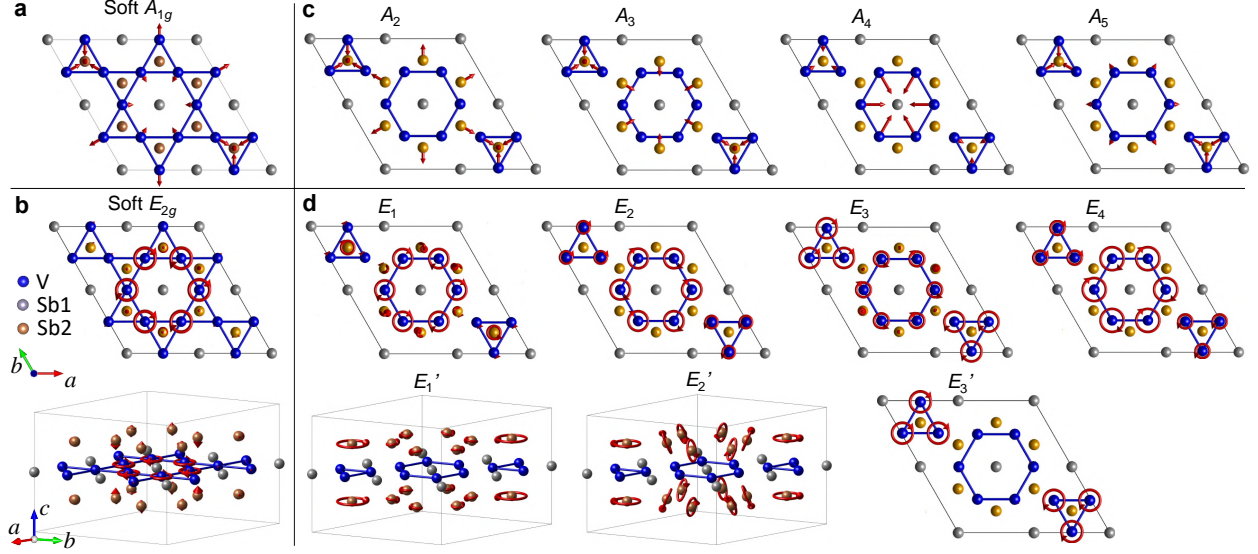 a Soft A1g
c A2 A3 A4 A5
b Soft E2g
d E1 E2 E3 E4
V
Sb1
Sb2
b
a
E1’ E2’ E3’
c
a
b